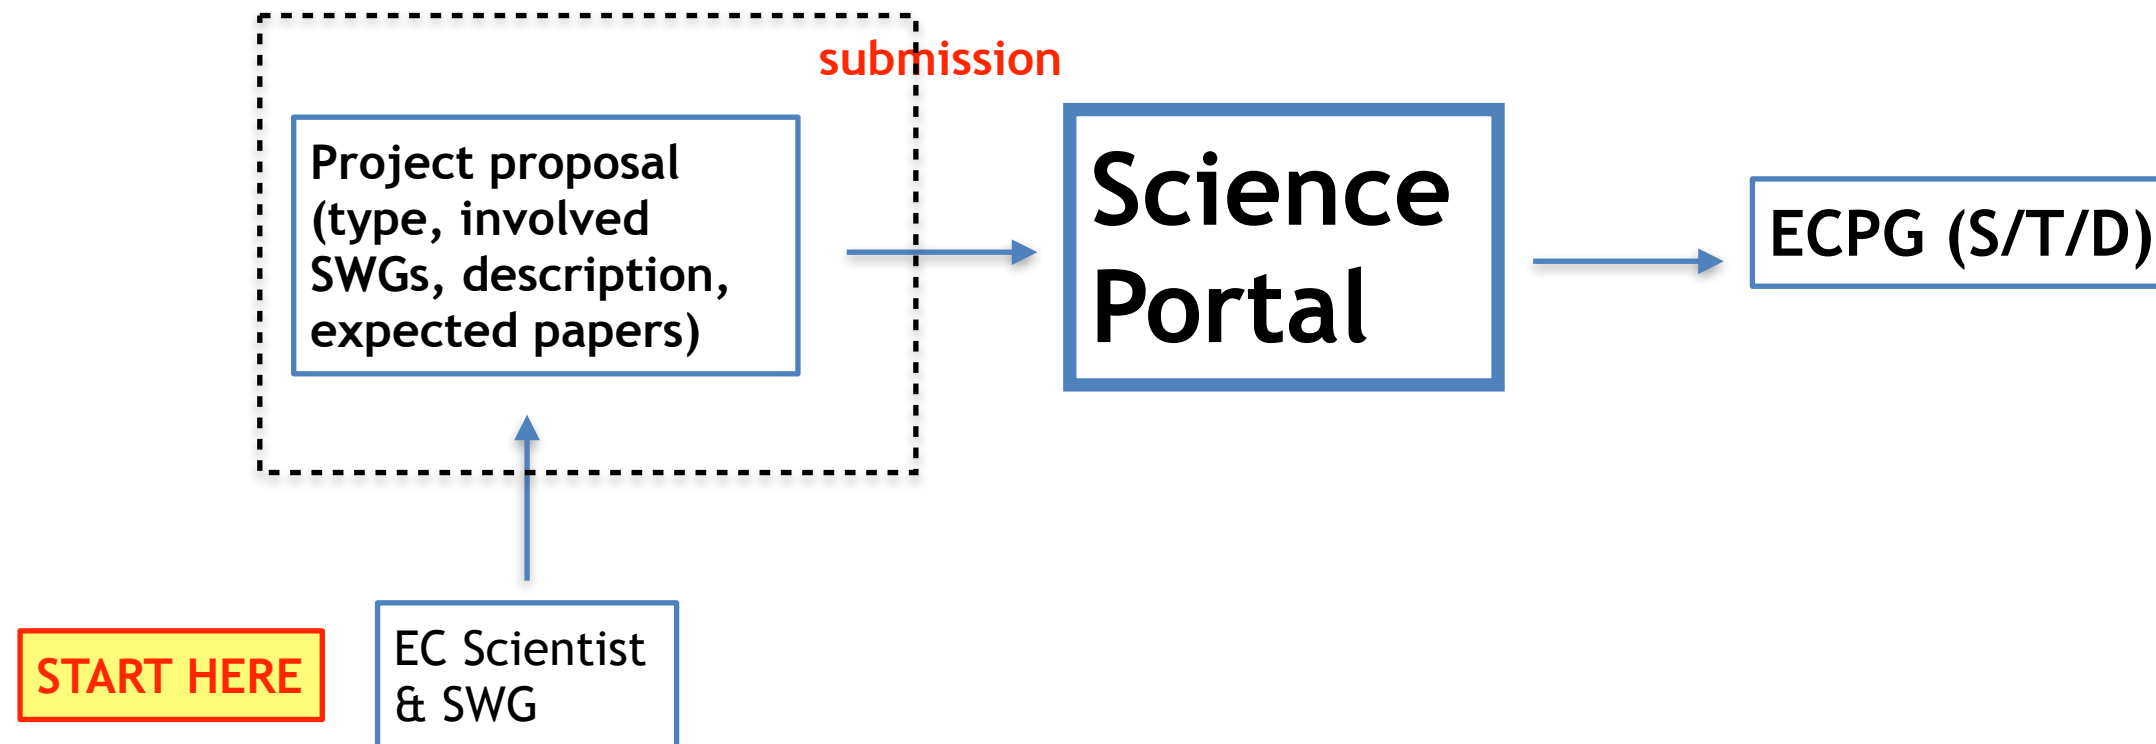 submission
Project proposal
(type, involved
SWGs, description,
expected papers)
Science
Portal
ECPG (S/T/D)
START HERE
EC Scientist
& SWG